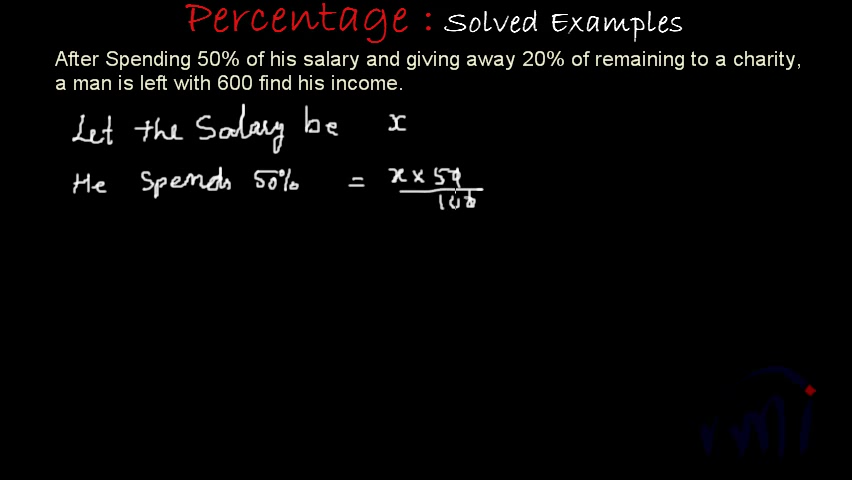 Percentage : Solved Examples
After Spending 50% of his salary and giving away 20% of remaining to a charity,
a man is left with 600 find his income.
Let the Salary be x
He Spends 50% = x × 50
100
rmi